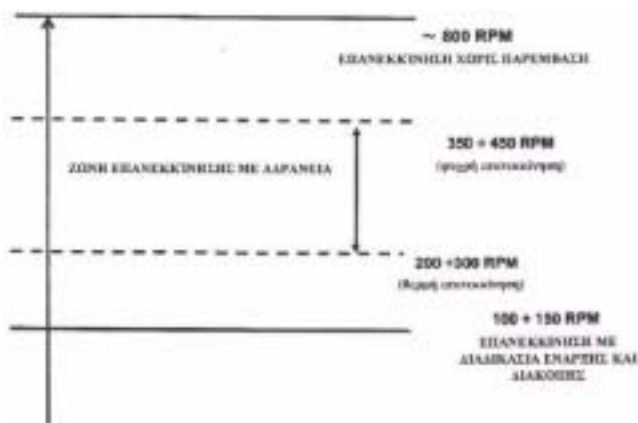 ~ 800 RPM
ΕΠΑΝΕΚΚΙΝΗΣΗ ΧΩΡΙΣ ΠΑΡΕΜΒΑΣΗ
350 ÷ 450 RPM
ΖΩΝΗ ΕΠΑΝΕΚΚΙΝΗΣΗΣ ΜΕ ΑΔΡΑΝΕΙΑ
200 ÷300 RPM
100 ÷ 150 RPM
ΕΠΑΝΕΚΚΙΝΗΣΗ ΜΕ
ΔΙΑΔΙΚΑΣΙΑ ΕΝΑΡΞΗΣ ΚΑΙ
ΔΙΑΚΟΠΗΣ